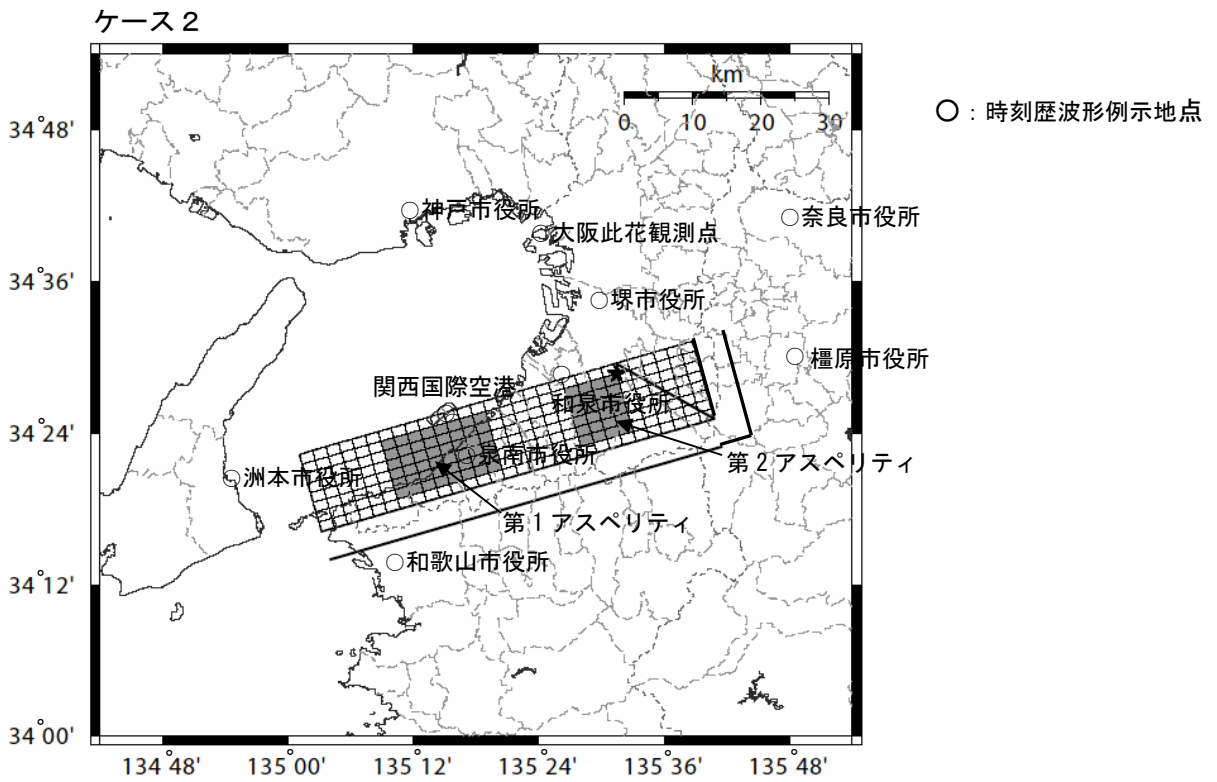 ケース２
km
0 10 20 30
○：時刻歴波形例示地点
34°48'
神戸市役所
奈良市役所
大阪此花観測点
34°36'
堺市役所
橿原市役所
関西国際空港
和泉市役所
34°24'
泉南市役所
第２アスペリティ
洲本市役所
第１アスペリティ
和歌山市役所
34°12'
34°00'
134°48' 135°00' 135°12' 135°24' 135°36' 135°48'